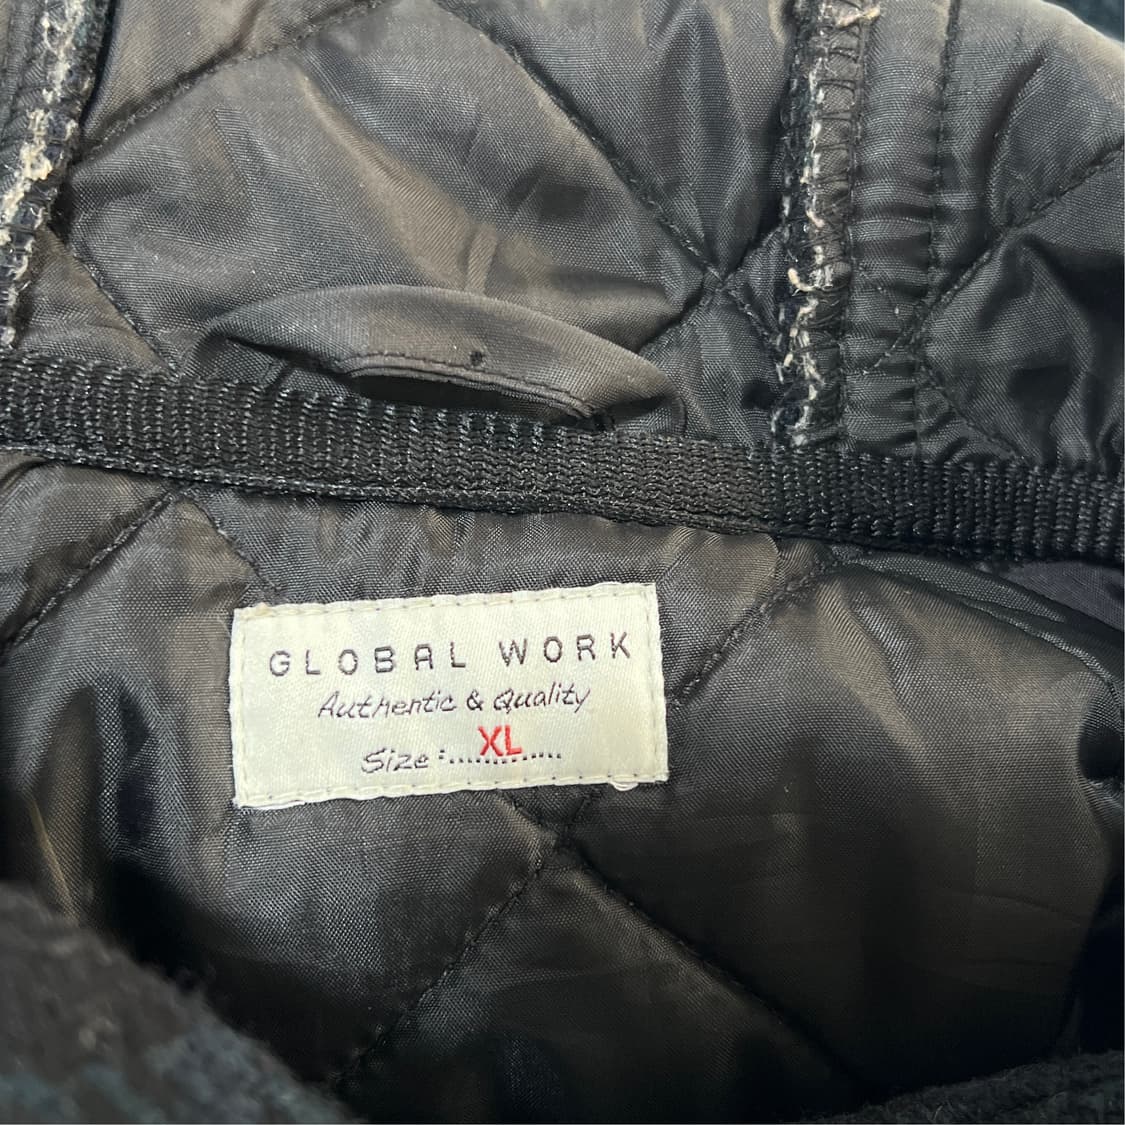 GLOBAL WORK
Authentic & Quality
Size:....XL....